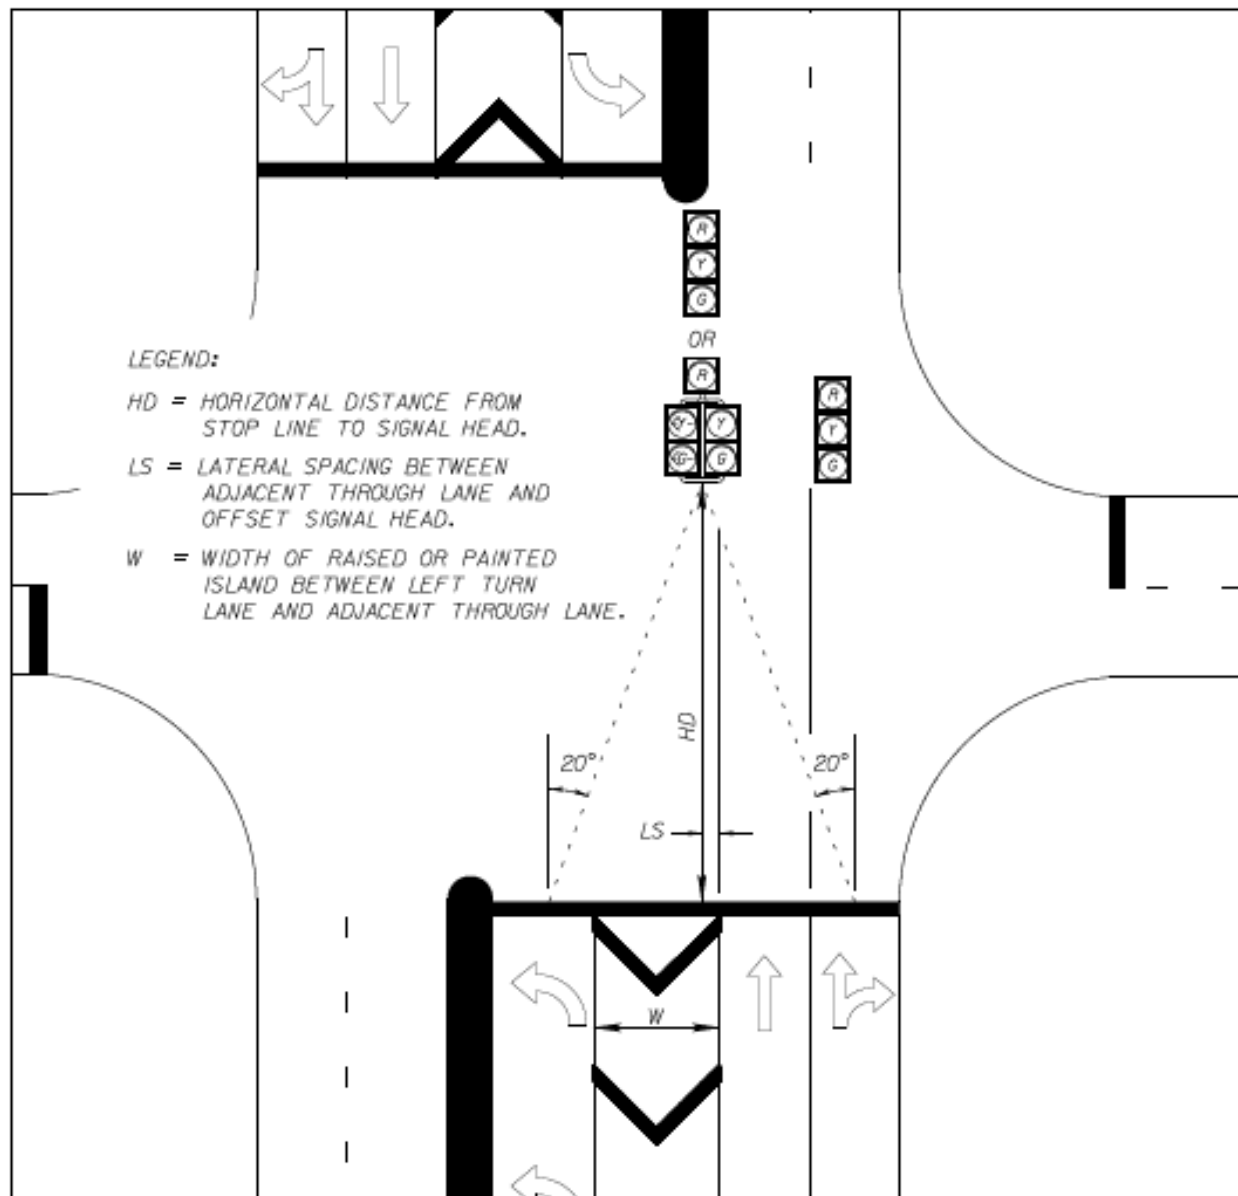 R
Y
G
OR
R
<Y- Y
<G- G
R
Y
G
LEGEND:
HD = HORIZONTAL DISTANCE FROM
STOP LINE TO SIGNAL HEAD.
LS = LATERAL SPACING BETWEEN
ADJACENT THROUGH LANE AND
OFFSET SIGNAL HEAD.
W = WIDTH OF RAISED OR PAINTED
ISLAND BETWEEN LEFT TURN
LANE AND ADJACENT THROUGH LANE.
HD
20°
20°
LS
W